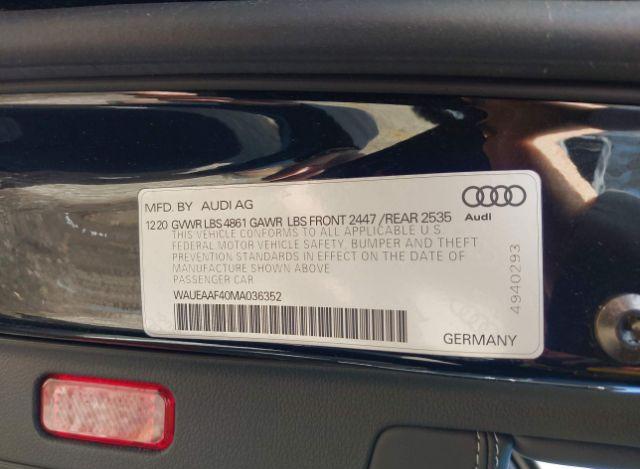 MFD. BY AUDI AG
12 20 GVWR LBS 4861 GAWR LBS FRONT 2447 /REAR 2535
THIS VEHICLE CONFORMS TO ALL APPLICABLE U.S.
FEDERAL MOTOR VEHICLE SAFETY, BUMPER AND THEFT
PREVENTION STANDARDS IN EFFECT ON THE DATE OF
MANUFACTURE SHOWN ABOVE
PASSENGER CAR
WAUEAAF40MA036352
GERMANY
Audi
4940293